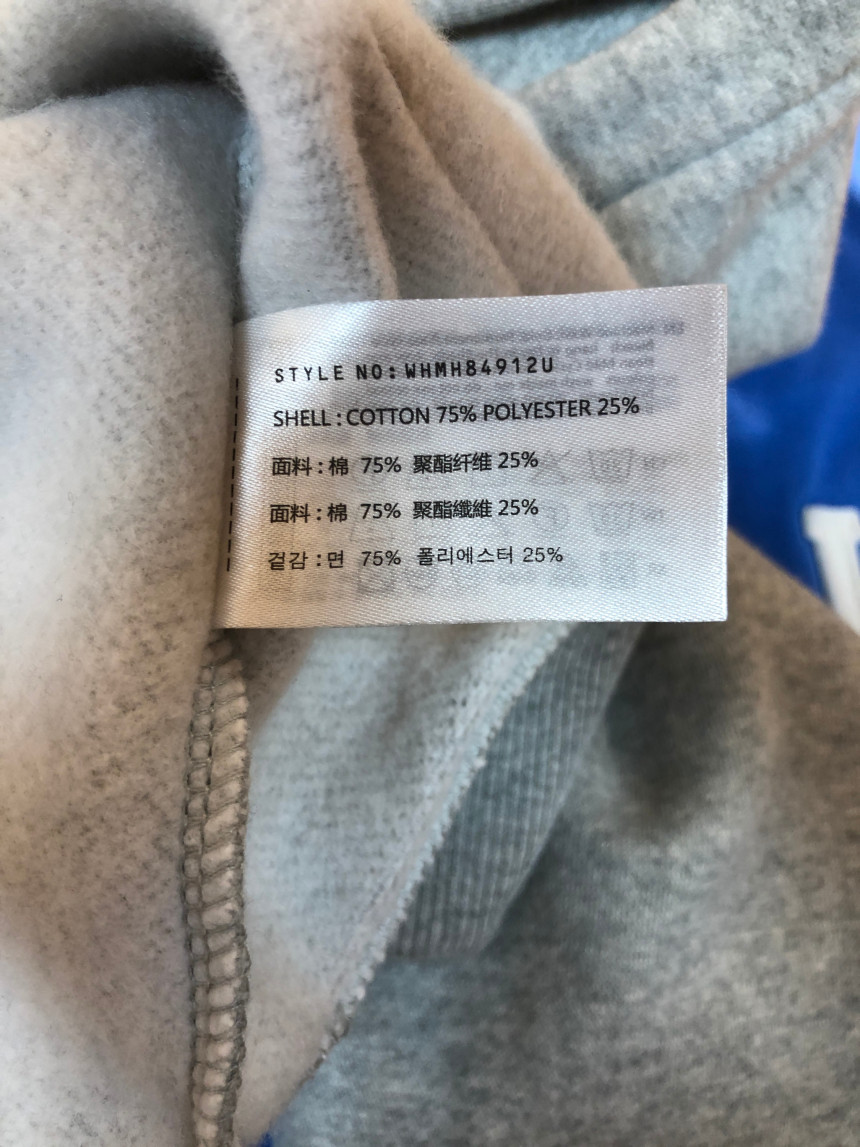 STYLE NO: WHMH84912U
SHELL : COTTON 75% POLYESTER 25%
面料 : 棉 75% 聚酯纤维 25%
面料 : 棉 75% 聚酯纖維 25%
겉감 : 면 75% 폴리에스터 25%